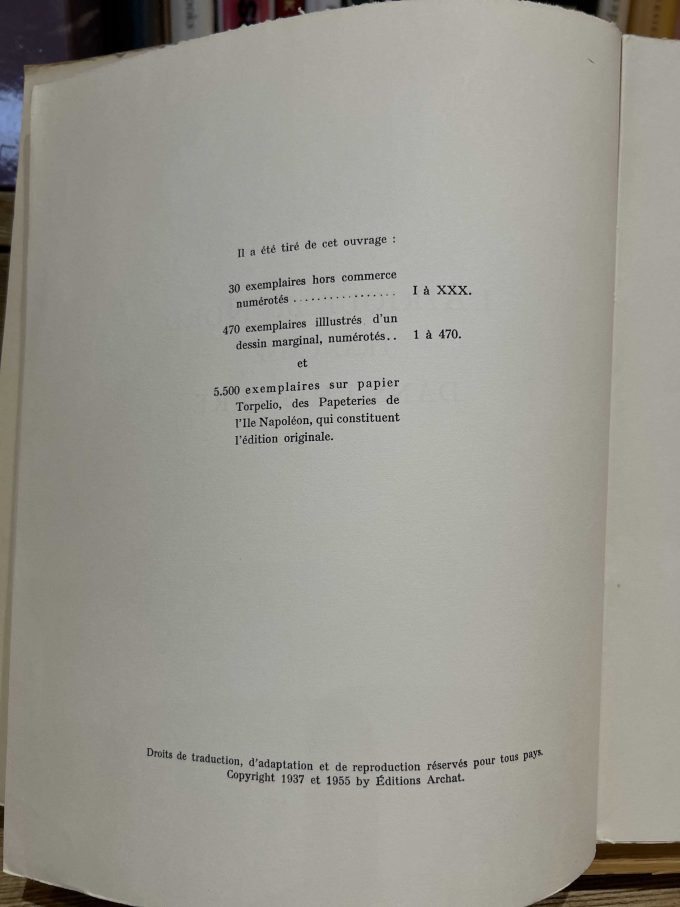 Il a été tiré de cet ouvrage :
30 exemplaires hors commerce
numérotés ................. I à XXX.
470 exemplaires illlustrés d'un
dessin marginal, numérotés.. 1 à 470.
et
5.500 exemplaires sur papier
Torpelio, des Papeteries de
l'Ile Napoléon, qui constituent
l'édition originale.
Droits de traduction, d'adaptation et de reproduction réservés pour tous pays.
Copyright 1937 et 1955 by Éditions Archat.